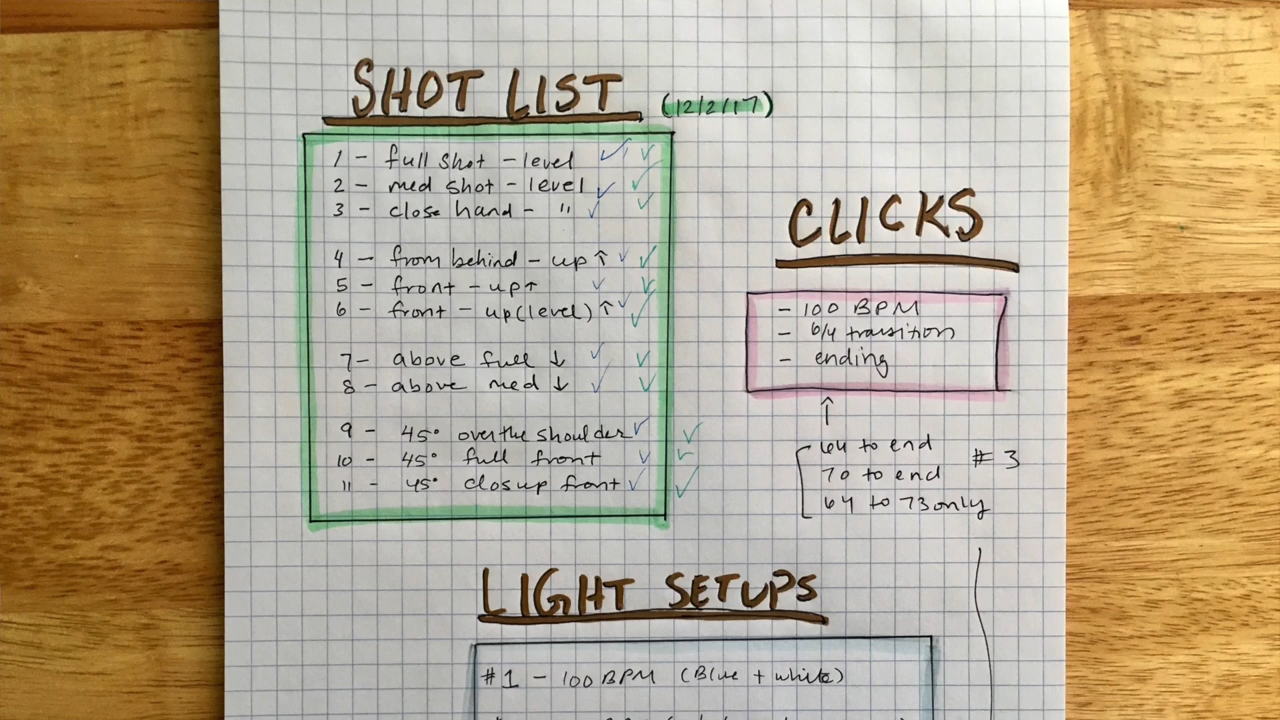 SHOT LIST (12/2/17)
1 - full shot - level
2 - med shot - level
3 - close hand - "
4 - from behind - up ↑
5 - front - up ↑
6 - front - up (level) ↑
7 - above full ↓
8 - above med ↓
9 - 45° over the shoulder
10 - 45° full front
11 - 45° closup front
CLICKS
- 100 BPM
- 6/4 transition
- ending
↑
64 to end
70 to end # 3
64 to 73 only
LIGHT SETUPS
#1 - 100 BPM (Blue + white)